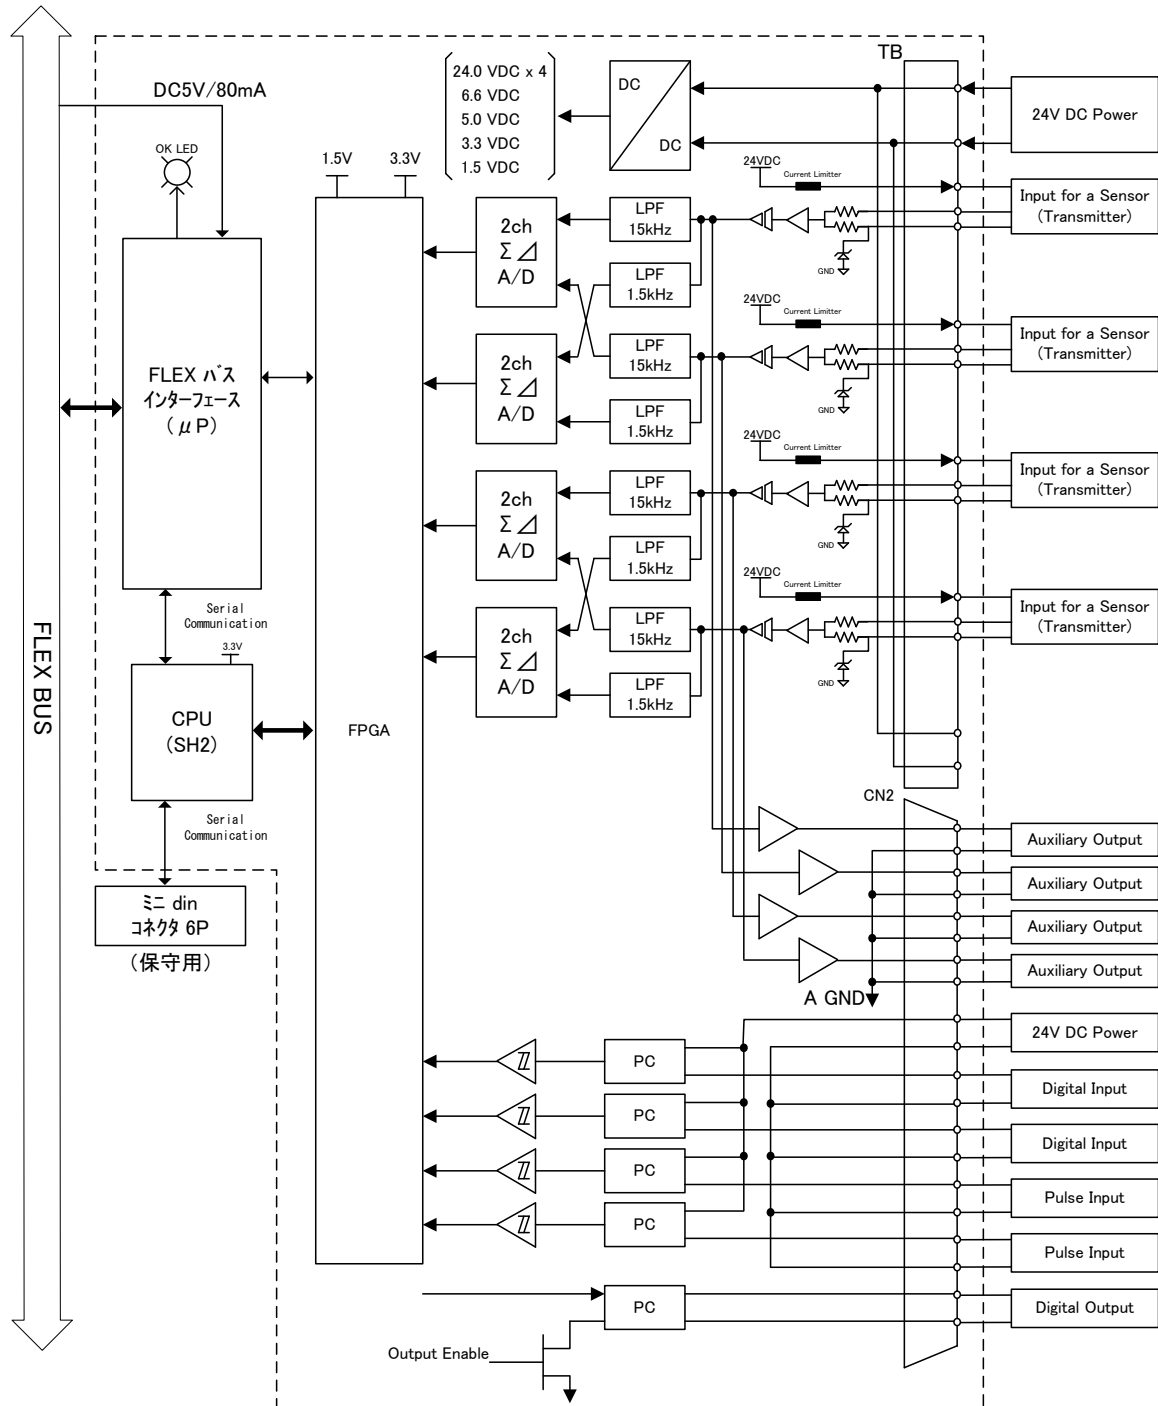 TB
DC5V/80mA
24.0 VDC x 4
6.6 VDC
5.0 VDC
3.3 VDC
1.5 VDC
DC
DC
24V DC Power
OK LED
1.5V
3.3V
24VDC
Current Limitter
Input for a Sensor
(Transmitter)
GND
2ch
Σ⊿
A/D
LPF
15kHz
LPF
1.5kHz
24VDC
Current Limitter
Input for a Sensor
(Transmitter)
GND
2ch
Σ⊿
A/D
LPF
15kHz
LPF
1.5kHz
FLEX バス
インターフェース
(μP)
24VDC
Current Limitter
Input for a Sensor
(Transmitter)
GND
2ch
Σ⊿
A/D
LPF
15kHz
LPF
1.5kHz
24VDC
Current Limitter
Input for a Sensor
(Transmitter)
GND
2ch
Σ⊿
A/D
LPF
15kHz
LPF
1.5kHz
Serial
Communication
3.3V
FLEX BUS
CPU
(SH2)
FPGA
Serial
Communication
ミニ din
コネクタ 6P
(保守用)
CN2
Auxiliary Output
Auxiliary Output
Auxiliary Output
Auxiliary Output
A GND
24V DC Power
PC
Digital Input
PC
Digital Input
PC
Pulse Input
PC
Pulse Input
PC
Digital Output
Output Enable